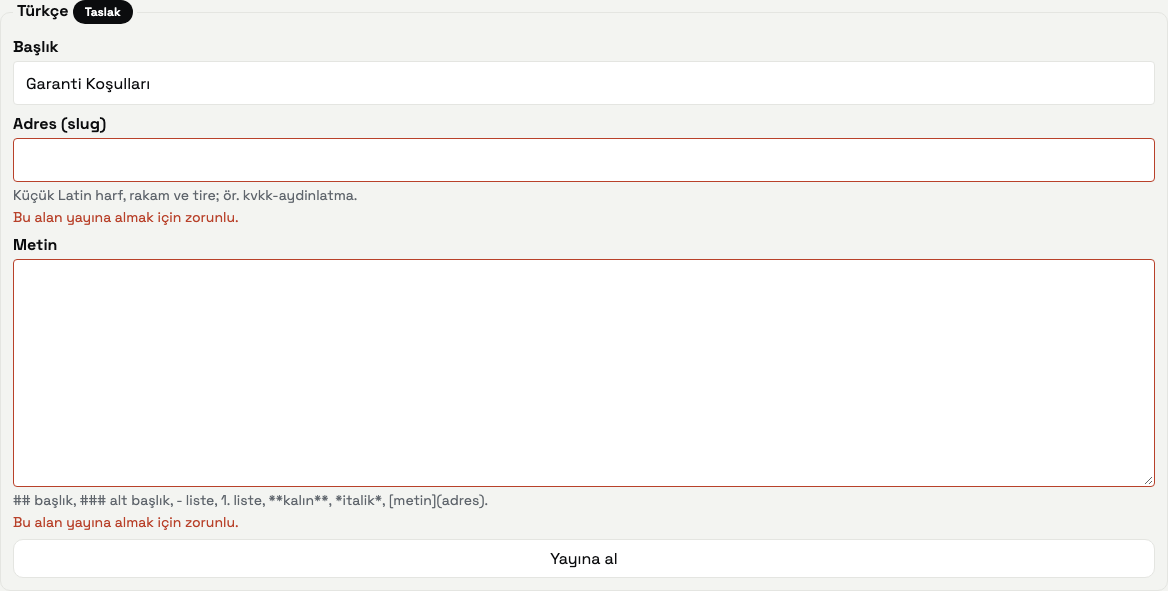 Türkçe Taslak
Başlık
Garanti Koşulları
Adres (slug)
Küçük Latin harf, rakam ve tire; ör. kvkk-aydinlatma.
Bu alan yayına almak için zorunlu.
Metin
## başlık, ### alt başlık, - liste, 1. liste, **kalın**, *italik*, [metin](adres).
Bu alan yayına almak için zorunlu.
Yayına al